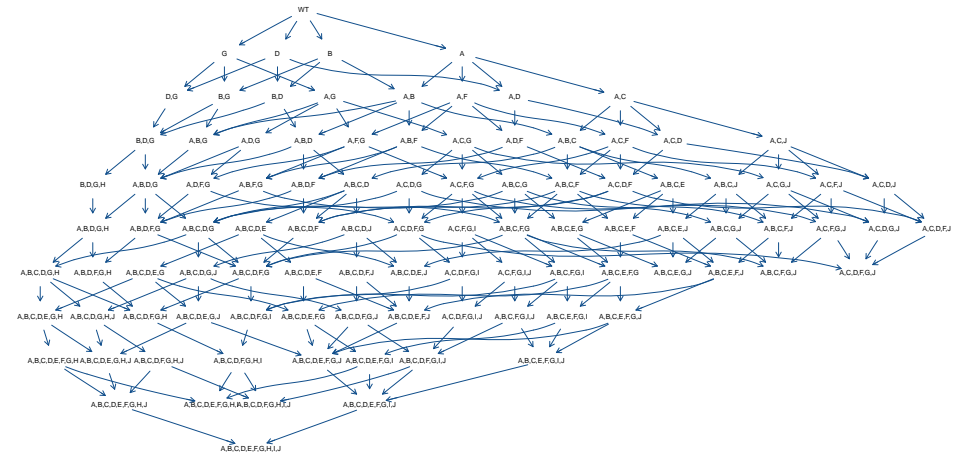 WT
G D B A
D,G B,G B,D A,G A,B A,F A,D A,C
B,D,G A,B,G A,D,G A,B,D A,F,G A,B,F A,C,G A,D,F A,B,C A,C,F A,C,D A,C,J
B,D,G,H A,B,D,G A,D,F,G A,B,F,G A,B,D,F A,B,C,D A,C,D,G A,C,F,G A,B,C,G A,B,C,F A,C,D,F A,B,C,E A,B,C,J A,C,G,J A,C,F,J A,C,D,J
A,B,D,G,H A,B,D,F,G A,B,C,D,G A,B,C,D,E A,B,C,D,F A,B,C,D,J A,C,D,F,G A,C,F,G,I A,B,C,F,G A,B,C,E,G A,B,C,E,F A,B,C,E,J A,B,C,G,J A,B,C,F,J A,C,F,G,J A,C,D,G,J A,C,D,F,J
A,B,C,D,G,H A,B,D,F,G,H A,B,C,D,E,G A,B,C,D,G,J A,B,C,D,F,G A,B,C,D,E,F A,B,C,D,F,J A,B,C,D,E,J A,C,D,F,G,I A,C,F,G,I,J A,B,C,F,G,I A,B,C,E,F,G A,B,C,E,G,J A,B,C,E,F,J A,B,C,F,G,J A,C,D,F,G,J
A,B,C,D,E,G,H A,B,C,D,G,H,J A,B,C,D,F,G,H A,B,C,D,E,G,J A,B,C,D,F,G,I A,B,C,D,E,F,G A,B,C,D,F,G,J A,B,C,D,E,F,J A,C,D,F,G,I,J A,B,C,F,G,I,J A,B,C,E,F,G,I A,B,C,E,F,G,J
A,B,C,D,E,F,G,H A,B,C,D,E,G,H,J A,B,C,D,F,G,H,J A,B,C,D,F,G,H,I A,B,C,D,E,F,G,J A,B,C,D,E,F,G,I A,B,C,D,F,G,I,J A,B,C,E,F,G,I,J
A,B,C,D,E,F,G,H,J A,B,C,D,E,F,G,H,I A,B,C,D,F,G,H,I,J A,B,C,D,E,F,G,I,J
A,B,C,D,E,F,G,H,I,J